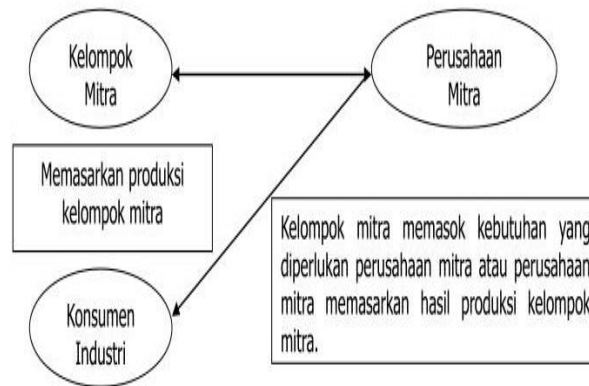 Kelompok
Mitra
Perusahaan
Mitra
Memasarkan produksi
kelompok mitra
Kelompok mitra memasok kebutuhan yang
diperlukan perusahaan mitra atau perusahaan
mitra memasarkan hasil produksi kelompok
mitra.
Konsumen
Industri